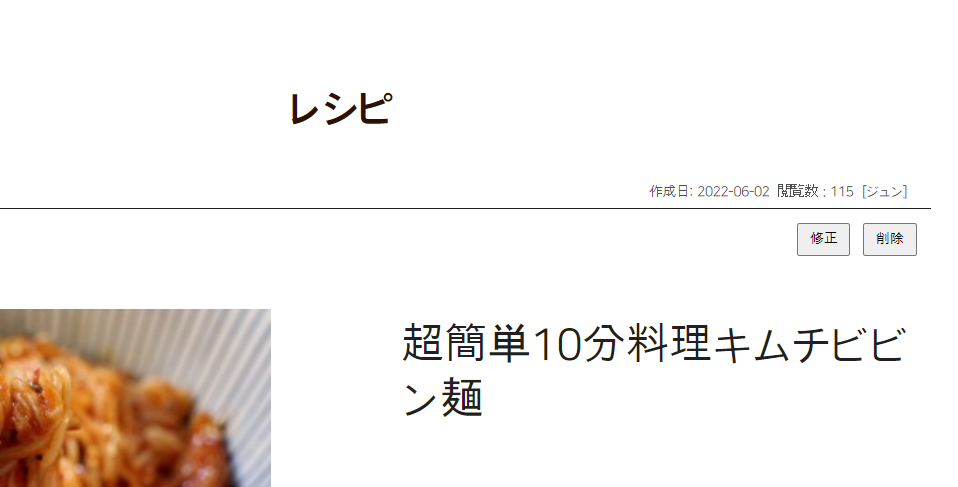 レシピ
作成日: 2022-06-02 閲覧数 : 115 [ジュン]
修正 削除
超簡単10分料理キムチビビ
ン麺